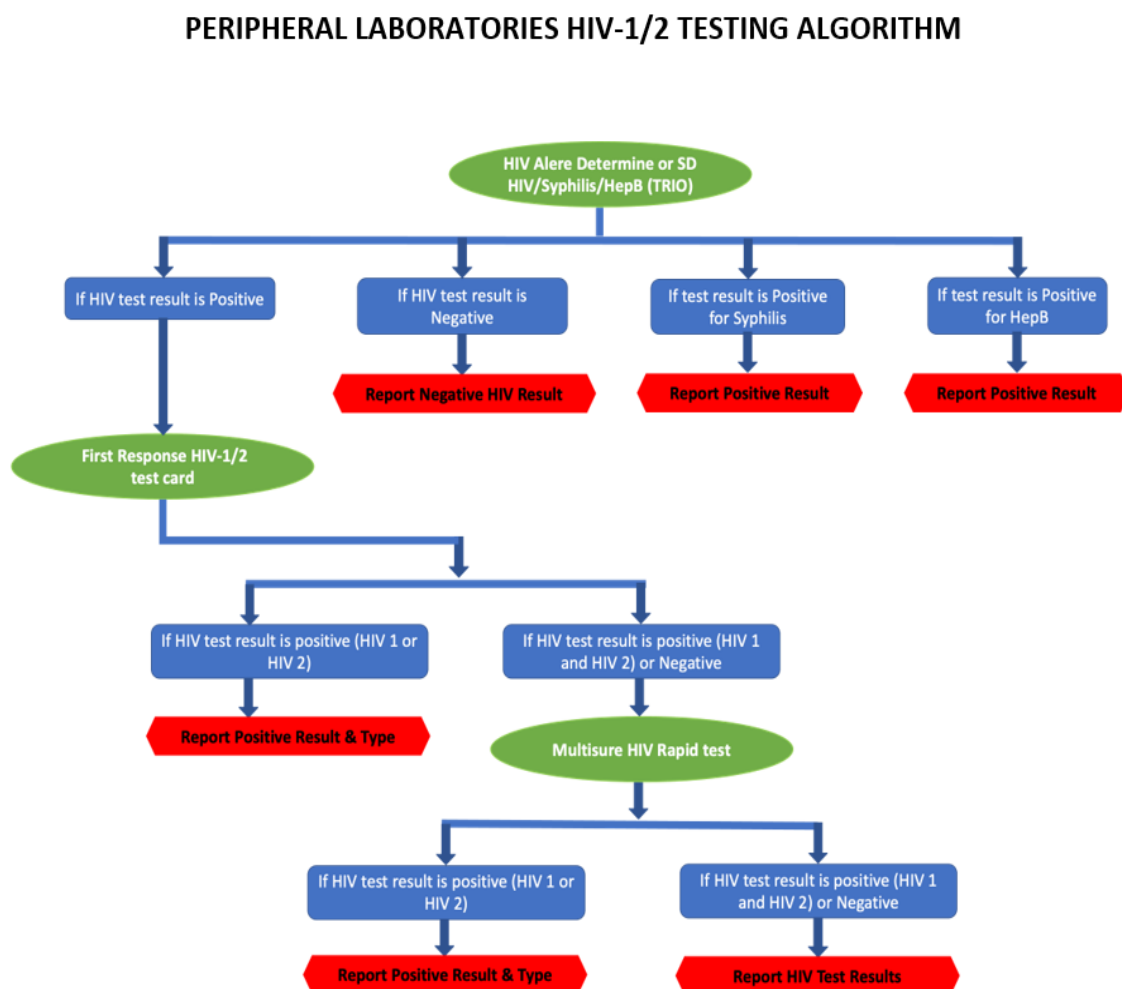 PERIPHERAL LABORATORIES HIV-1/2 TESTING ALGORITHM
HIV Alere Determine or SD
HIV/Syphilis/HepB (TRIO)
If HIV test result is Positive
If HIV test result is
Negative
If test result is Positive
for Syphilis
If test result is Positive
for HepB
Report Negative HIV Result
Report Positive Result
Report Positive Result
First Response HIV-1/2
test card
If HIV test result is positive (HIV 1 or
HIV 2)
If HIV test result is positive (HIV 1
and HIV 2) or Negative
Report Positive Result & Type
Multisure HIV Rapid test
If HIV test result is positive (HIV 1 or
HIV 2)
If HIV test result is positive (HIV 1
and HIV 2) or Negative
Report Positive Result & Type
Report HIV Test Results